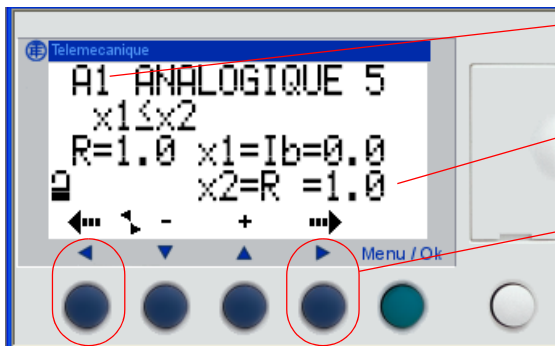 Telemecanique
A1 ANALOGIQUE 5
x1≤x2
R=1.0 x1=Ib=0.0
x2=R =1.0
- +
Menu / Ok